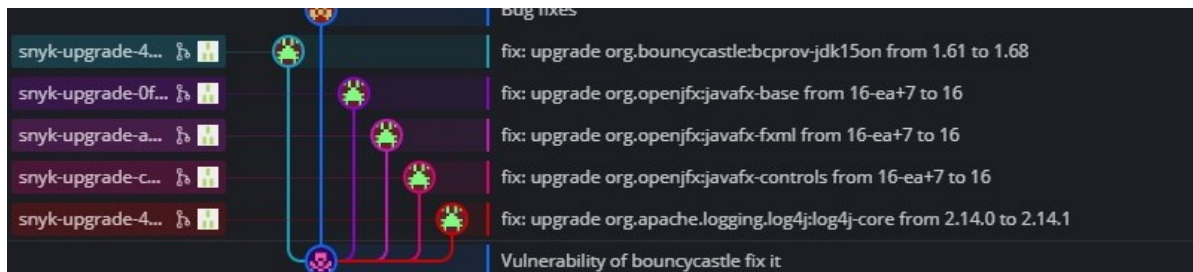 Bug fixes
snyk-upgrade-4... fix: upgrade org.bouncycastle:bcprov-jdk15on from 1.61 to 1.68
snyk-upgrade-0f... fix: upgrade org.openjfx:javafx-base from 16-ea+7 to 16
snyk-upgrade-a... fix: upgrade org.openjfx:javafx-fxml from 16-ea+7 to 16
snyk-upgrade-c... fix: upgrade org.openjfx:javafx-controls from 16-ea+7 to 16
snyk-upgrade-4... fix: upgrade org.apache.logging.log4j:log4j-core from 2.14.0 to 2.14.1
Vulnerability of bouncycastle fix it